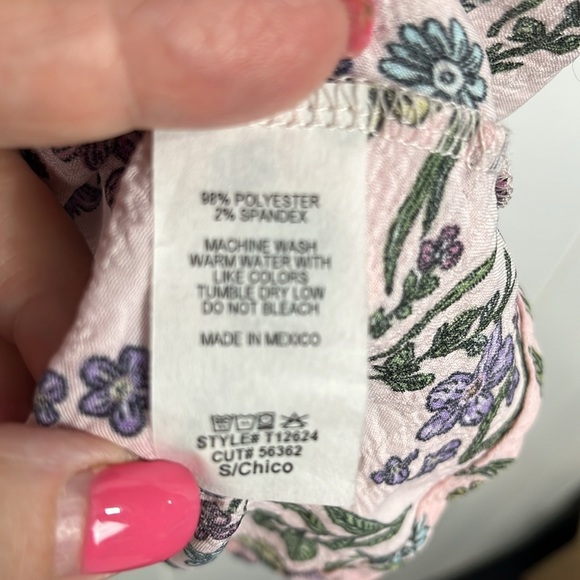 98% POLYESTER
2% SPANDEX
MACHINE WASH
WARM WATER WITH
LIKE COLORS
TUMBLE DRY LOW
DO NOT BLEACH
MADE IN MEXICO
STYLE# T12624
CUT# 56362
S/Chico